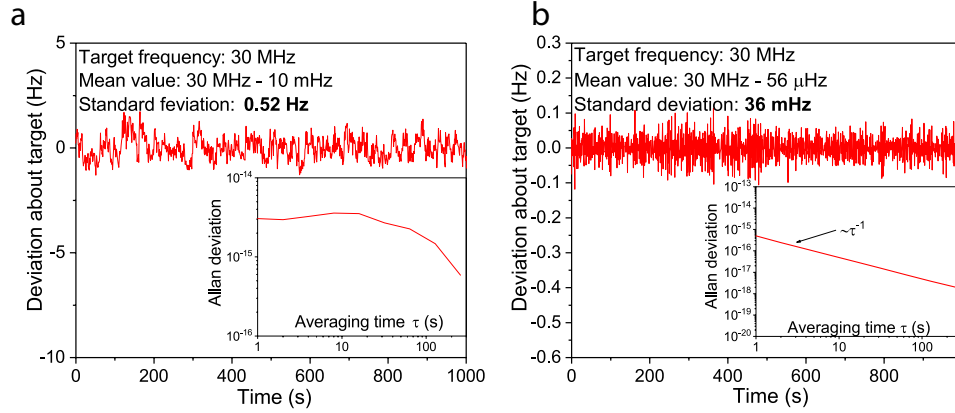 a
Target frequency: 30 MHz
Mean value: 30 MHz - 10 mHz
Standard feviation: 0.52 Hz
Deviation about target (Hz)
5
0
-5
-10
0
200
400
600
800
1000
Time (s)
Allan deviation
10⁻¹⁴
10⁻¹⁵
10⁻¹⁶
Averaging time τ (s)
1
10
100
b
Target frequency: 30 MHz
Mean value: 30 MHz - 56 μHz
Standard deviation: 36 mHz
Deviation about target (Hz)
0.3
0.2
0.1
0.0
-0.1
-0.2
-0.3
-0.4
-0.5
-0.6
0
200
400
600
800
Time (s)
Allan deviation
10⁻¹³
10⁻¹⁴
10⁻¹⁵
10⁻¹⁶
10⁻¹⁷
10⁻¹⁸
10⁻¹⁹
10⁻²⁰
~τ⁻¹
Averaging time τ (s)
1
10
100